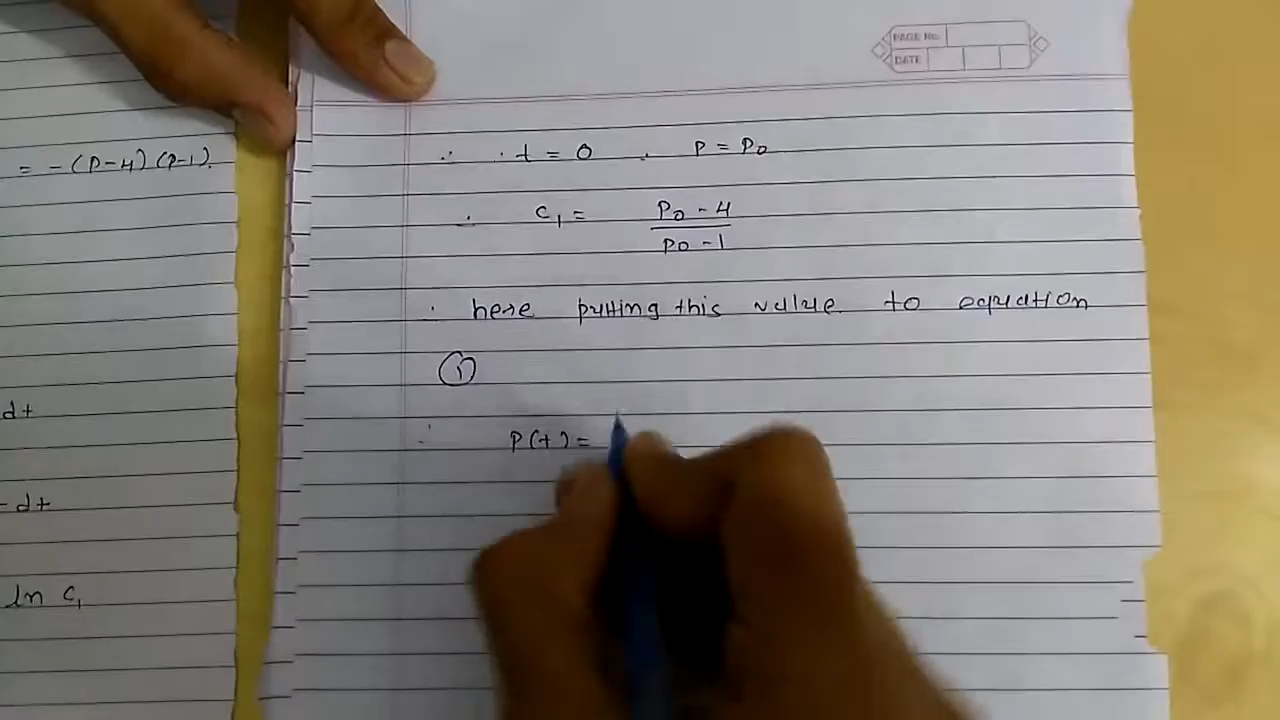 = -(P-4)(P-1).
dt
- dt
ln C₁
PAGE No.
DATE
∴ t = 0 . P = P₀
∴ C₁ = P₀ - 4 / P₀ - 1
∴ here putting this value to equation
①
∴ P(t) =